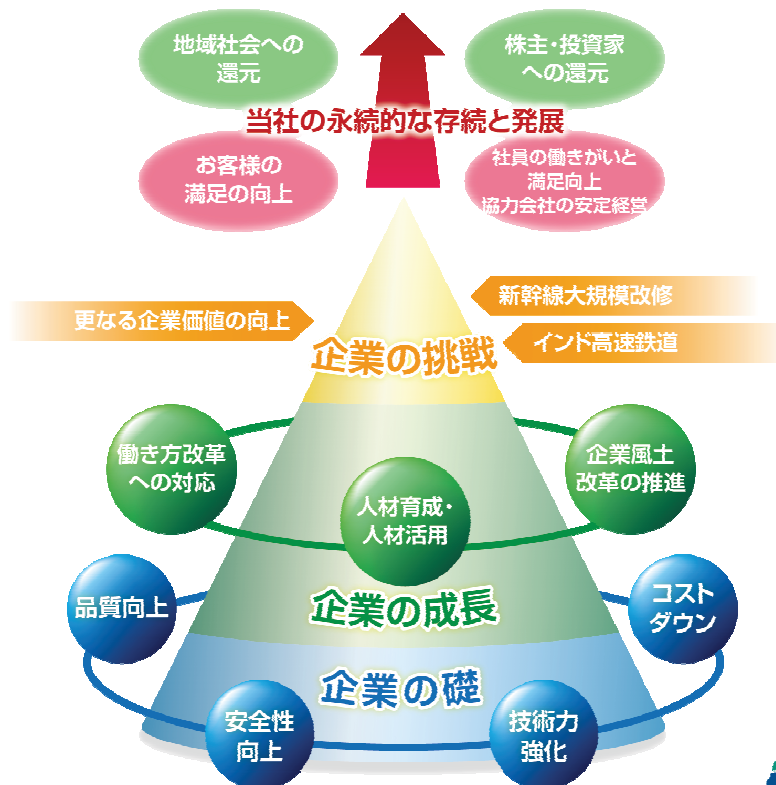 地域社会への
還元
株主・投資家
への還元
当社の永続的な存続と発展
お客様の
満足の向上
社員の働きがいと
満足向上
協力会社の安定経営
更なる企業価値の向上
新幹線大規模改修
インド高速鉄道
企業の挑戦
働き方改革
への対応
企業風土
改革の推進
人材育成・
人材活用
品質向上
コスト
ダウン
企業の成長
企業の礎
安全性
向上
技術力
強化